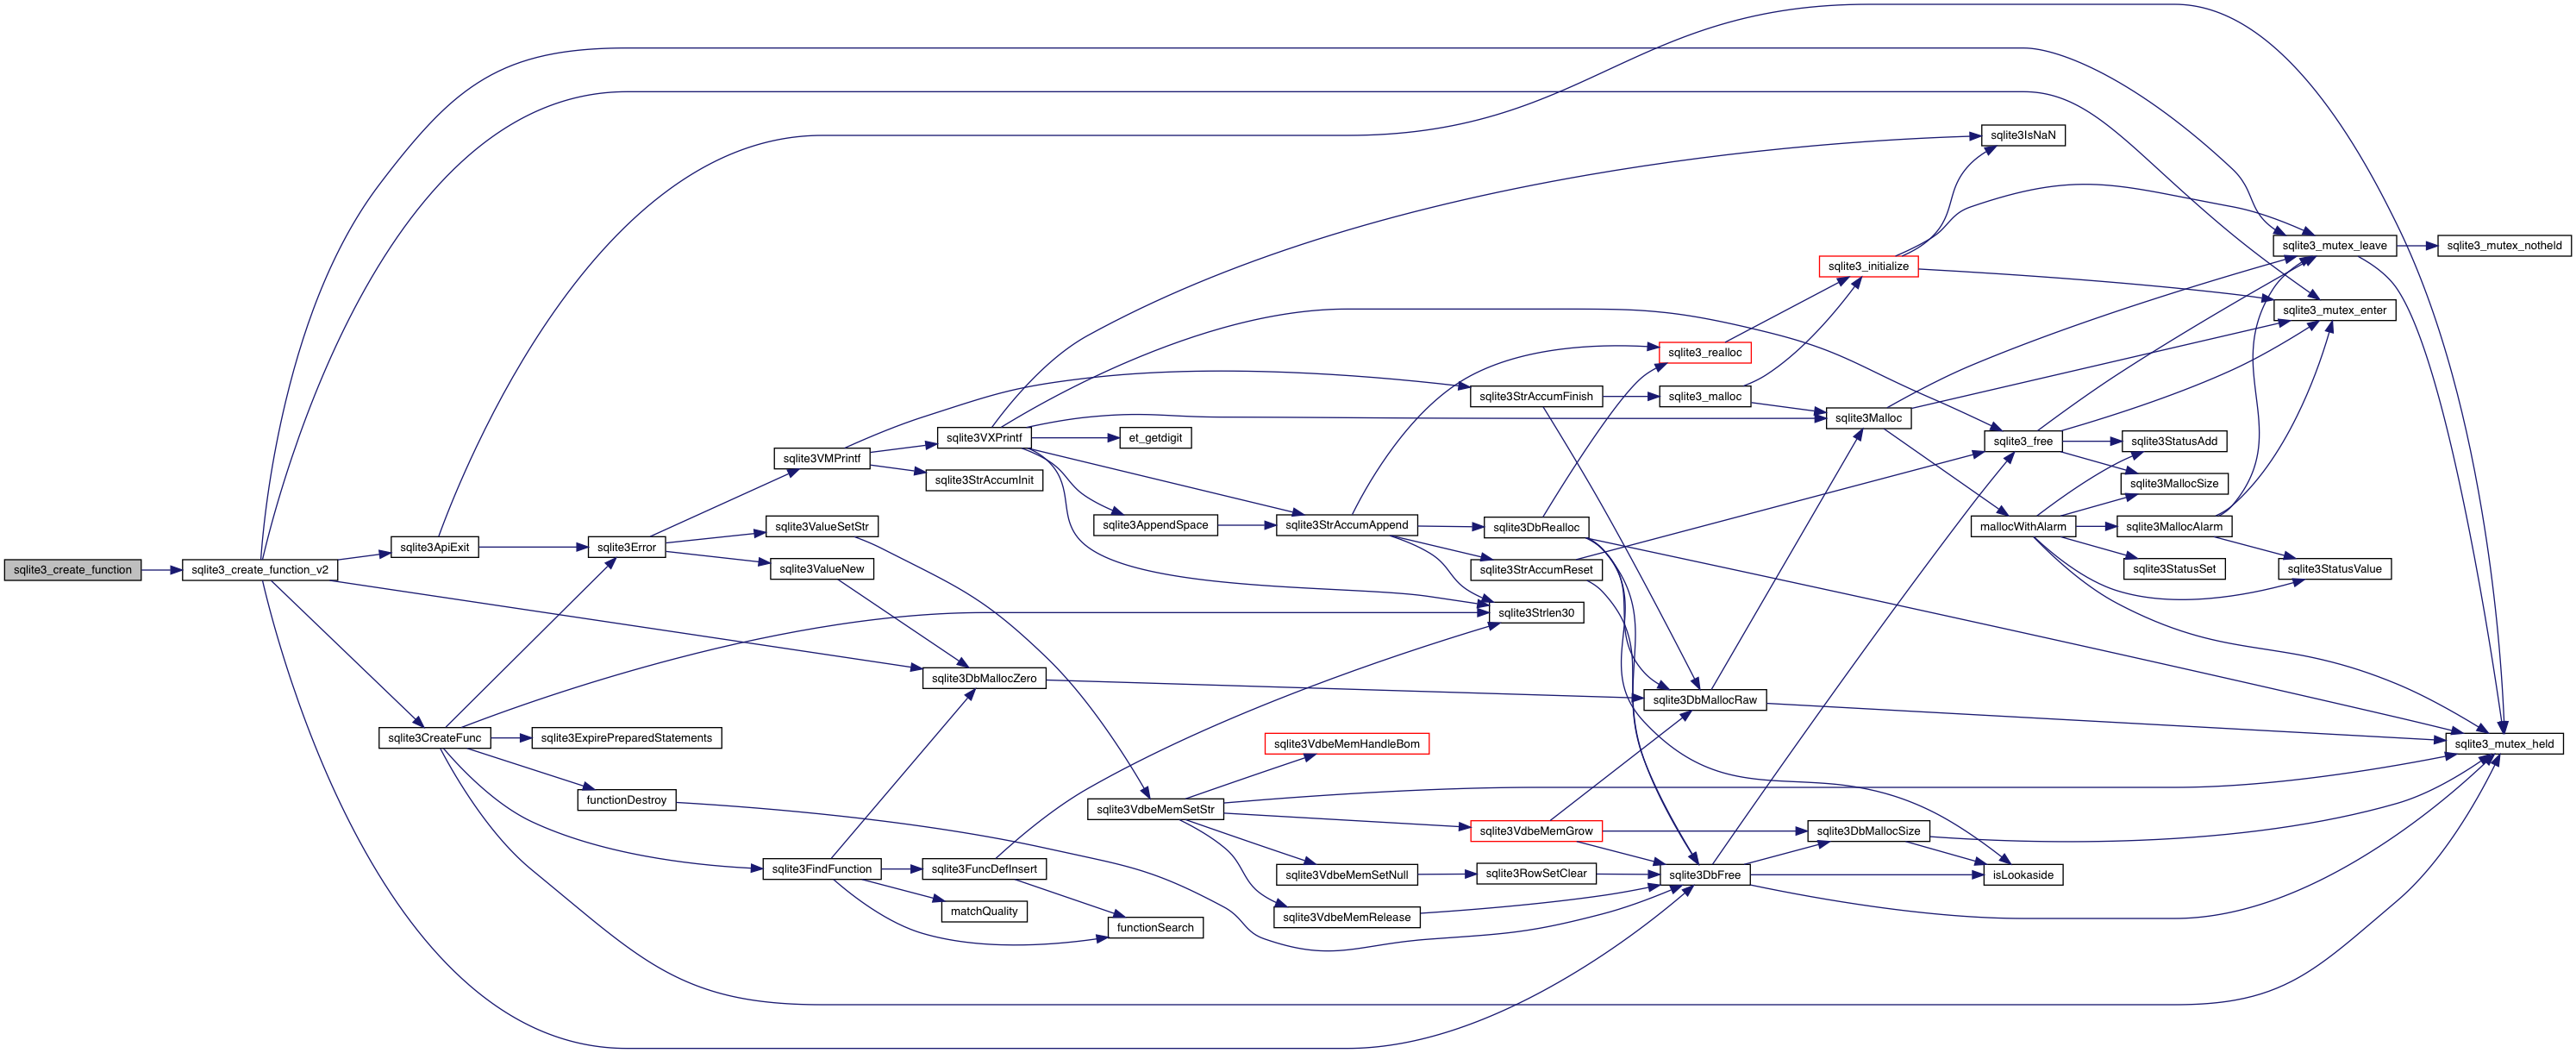 sqlite3_create_function
sqlite3_create_function_v2
sqlite3ApiExit
sqlite3CreateFunc
sqlite3Error
sqlite3ExpirePreparedStatements
functionDestroy
sqlite3VMPrintf
sqlite3ValueSetStr
sqlite3ValueNew
sqlite3FindFunction
sqlite3VXPrintf
sqlite3StrAccumInit
sqlite3DbMallocZero
sqlite3FuncDefInsert
matchQuality
et_getdigit
sqlite3AppendSpace
sqlite3VdbeMemSetStr
functionSearch
sqlite3StrAccumAppend
sqlite3VdbeMemHandleBom
sqlite3VdbeMemSetNull
sqlite3VdbeMemRelease
sqlite3StrAccumFinish
sqlite3DbRealloc
sqlite3StrAccumReset
sqlite3Strlen30
sqlite3VdbeMemGrow
sqlite3RowSetClear
sqlite3_realloc
sqlite3_malloc
sqlite3DbMallocRaw
sqlite3DbFree
sqlite3_initialize
sqlite3Malloc
sqlite3DbMallocSize
sqlite3IsNaN
sqlite3_free
mallocWithAlarm
isLookaside
sqlite3StatusAdd
sqlite3MallocSize
sqlite3MallocAlarm
sqlite3StatusSet
sqlite3_mutex_leave
sqlite3_mutex_enter
sqlite3StatusValue
sqlite3_mutex_notheld
sqlite3_mutex_held